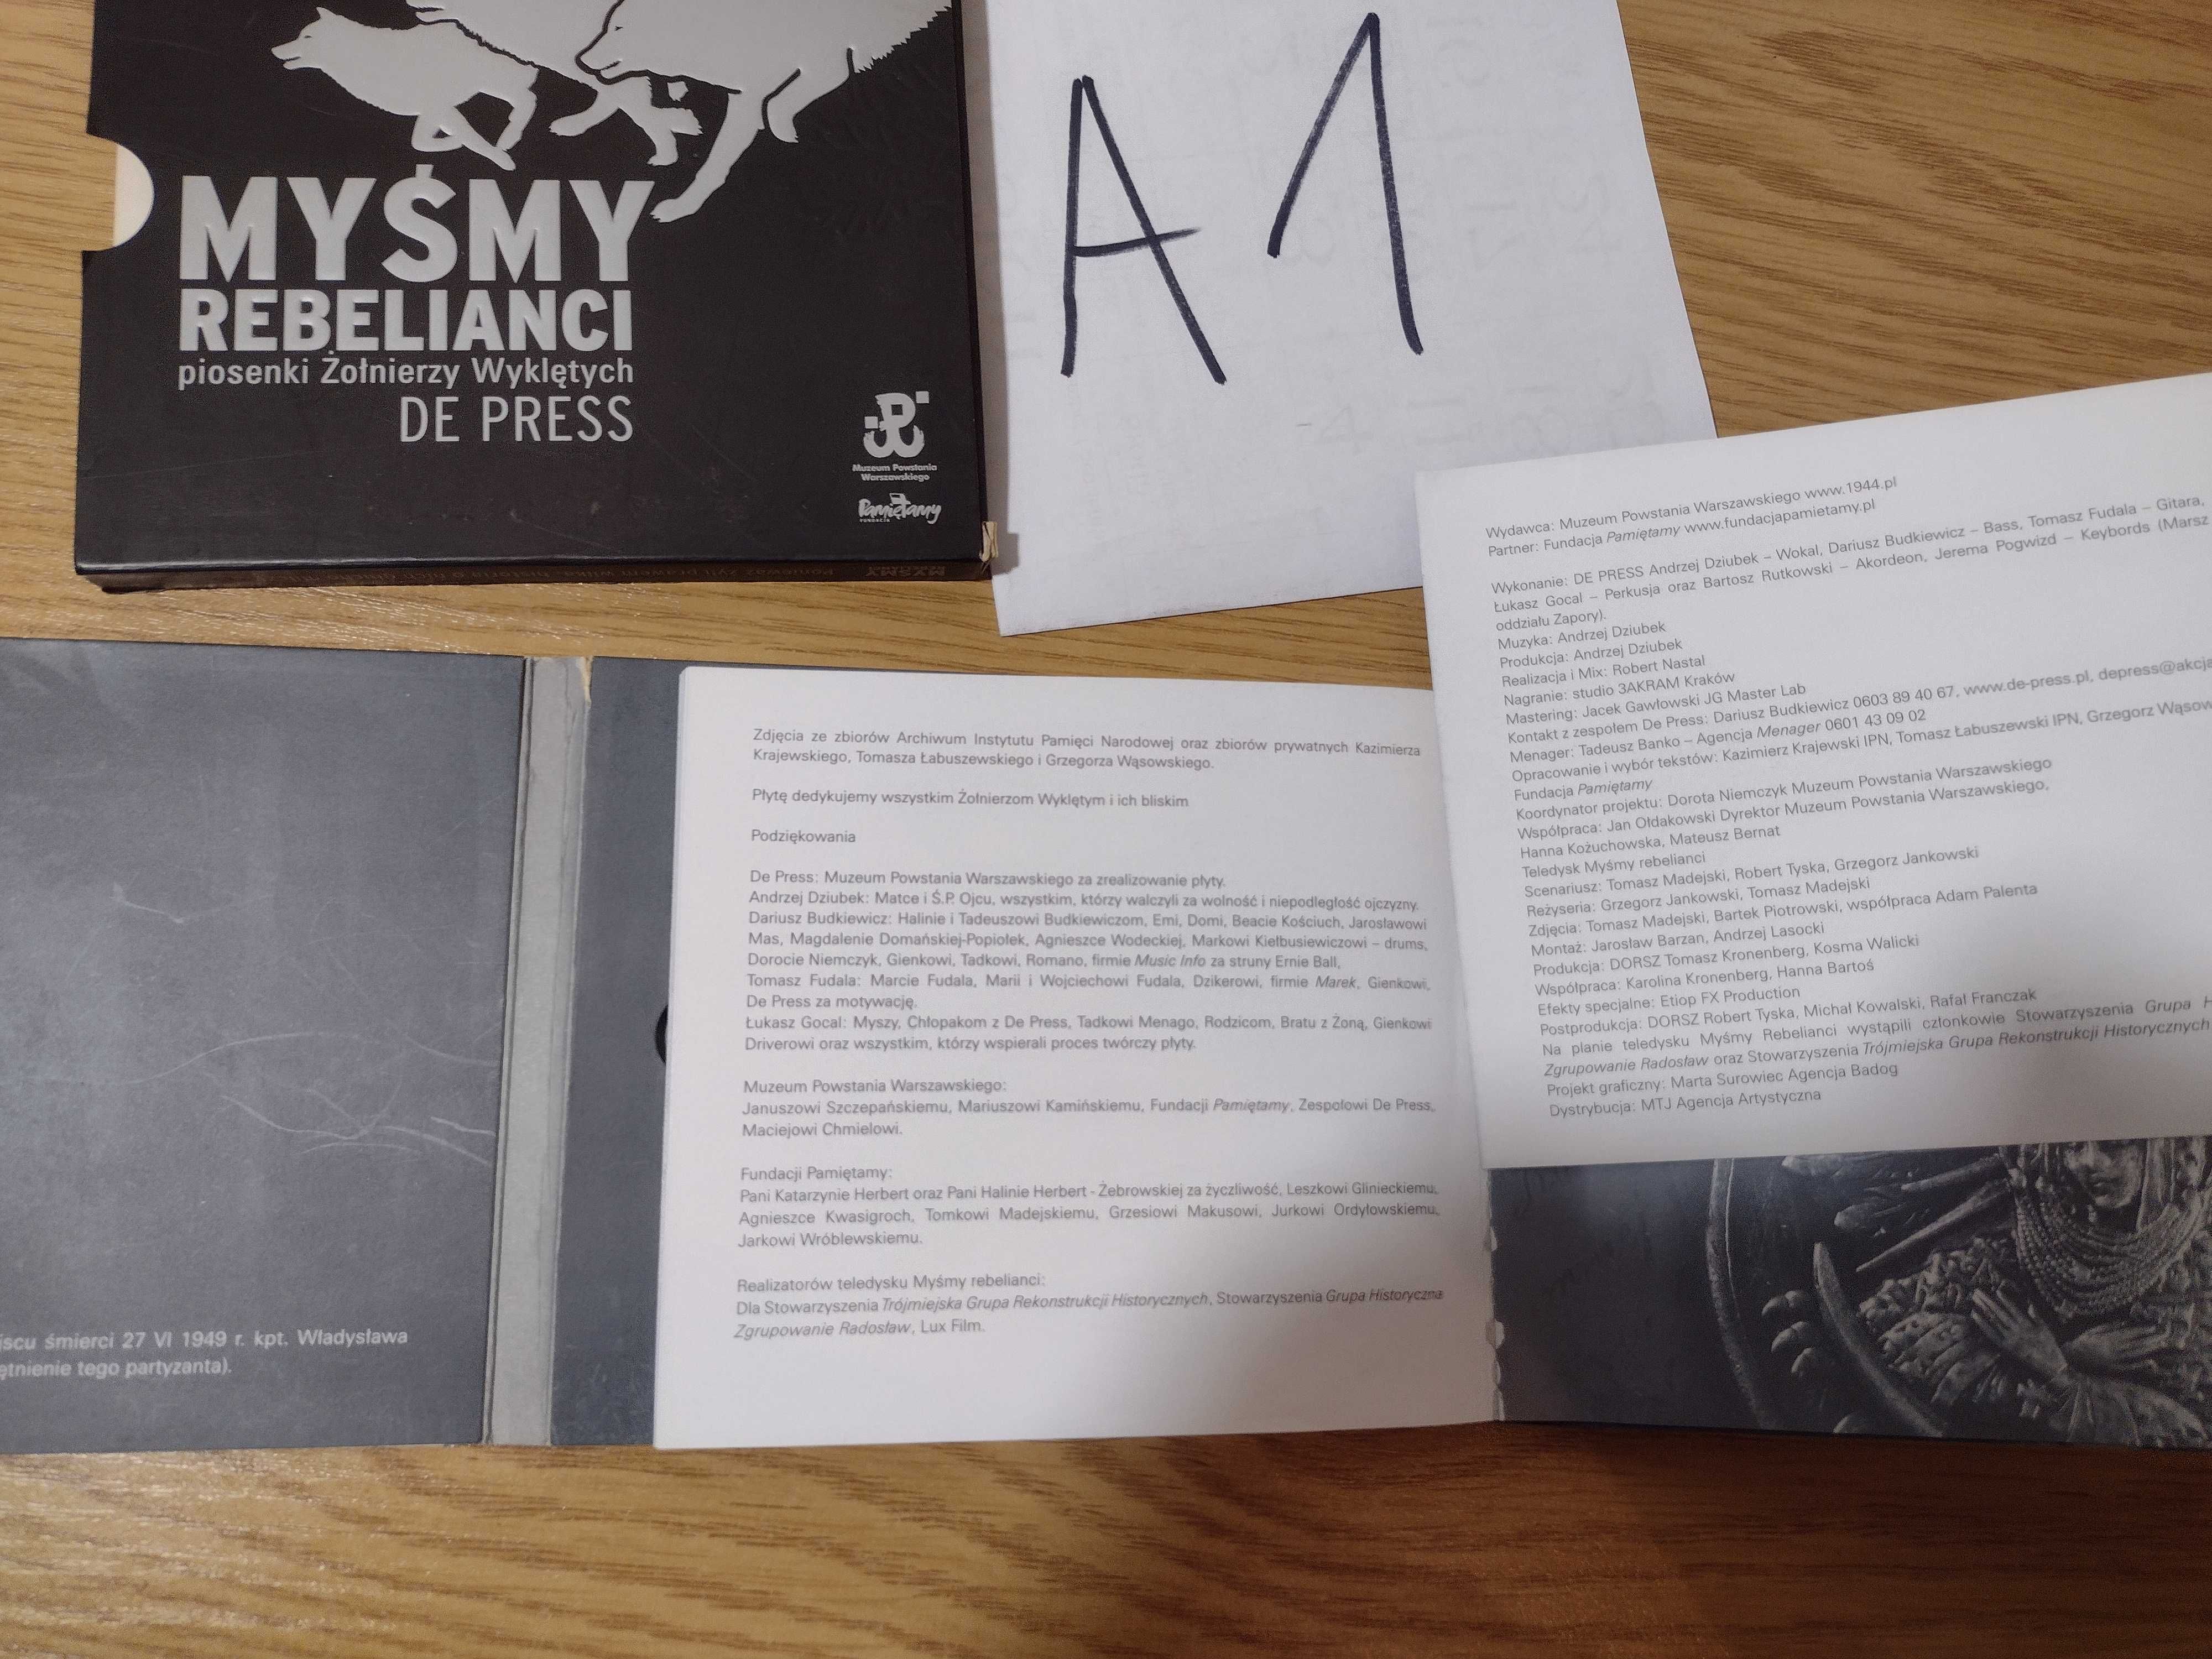 MYŚMY
REBELIANCI
piosenki Żołnierzy Wyklętych
DE PRESS
Muzeum Powstania
Warszawskiego
Pamiętamy
FUNDACJA
MYŚMY
A1
jscu śmierci 27 VI 1949 r. kpt. Władysława
ętnienie tego partyzanta).
Zdjęcia ze zbiorów Archiwum Instytutu Pamięci Narodowej oraz zbiorów prywatnych Kazimierza
Krajewskiego, Tomasza Łabuszewskiego i Grzegorza Wąsowskiego.
Płytę dedykujemy wszystkim Żołnierzom Wyklętym i ich bliskim
Podziękowania
De Press: Muzeum Powstania Warszawskiego za zrealizowanie płyty.
Andrzej Dziubek: Matce i Ś.P. Ojcu, wszystkim, którzy walczyli za wolność i niepodległość ojczyzny.
Dariusz Budkiewicz: Halinie i Tadeuszowi Budkiewiczom, Emi, Domi, Beacie Kościuch, Jarosławowi
Mas, Magdalenie Domańskiej-Popiołek, Agnieszce Wodeckiej, Markowi Kiełbusiewiczowi – drums,
Dorocie Niemczyk, Gienkowi, Tadkowi, Romano, firmie Music Info za struny Ernie Ball,
Tomasz Fudala: Marcie Fudala, Marii i Wojciechowi Fudala, Dzikerowi, firmie Marek, Gienkowi,
De Press za motywację.
Łukasz Gocal: Myszy, Chłopakom z De Press, Tadkowi Menago, Rodzicom, Bratu z Żoną, Gienkowi
Driverowi oraz wszystkim, którzy wspierali proces twórczy płyty.
Muzeum Powstania Warszawskiego:
Januszowi Szczepańskiemu, Mariuszowi Kamińskiemu, Fundacji Pamiętamy, Zespołowi De Press,
Maciejowi Chmielowi.
Fundacji Pamiętamy:
Pani Katarzynie Herbert oraz Pani Halinie Herbert - Żebrowskiej za życzliwość, Leszkowi Glinieckiemu,
Agnieszce Kwasigroch, Tomkowi Madejskiemu, Grzesiowi Makusowi, Jurkowi Ordyłowskiemu,
Jarkowi Wróblewskiemu.
Realizatorów teledysku Myśmy rebelianci:
Dla Stowarzyszenia Trójmiejska Grupa Rekonstrukcji Historycznych, Stowarzyszenia Grupa Historyczna
Zgrupowanie Radosław, Lux Film.
Wydawca: Muzeum Powstania Warszawskiego www.1944.pl
Partner: Fundacja Pamiętamy www.fundacjapamietamy.pl
Wykonanie: DE PRESS Andrzej Dziubek – Wokal, Dariusz Budkiewicz – Bass, Tomasz Fudala – Gitara,
Łukasz Gocal – Perkusja oraz Bartosz Rutkowski – Akordeon, Jerema Pogwizd – Keybords (Marsz
oddziału Zapory).
Muzyka: Andrzej Dziubek
Produkcja: Andrzej Dziubek
Realizacja i Mix: Robert Nastal
Nagranie: studio 3AKRAM Kraków
Mastering: Jacek Gawłowski JG Master Lab
Kontakt z zespołem De Press: Dariusz Budkiewicz 0603 89 40 67, www.de-press.pl, depress@akcja
Menager: Tadeusz Banko – Agencja Menager 0601 43 09 02
Opracowanie i wybór tekstów: Kazimierz Krajewski IPN, Tomasz Łabuszewski IPN, Grzegorz Wąsow
Fundacja Pamiętamy
Koordynator projektu: Dorota Niemczyk Muzeum Powstania Warszawskiego
Współpraca: Jan Ołdakowski Dyrektor Muzeum Powstania Warszawskiego,
Hanna Kożuchowska, Mateusz Bernat
Teledysk Myśmy rebelianci
Scenariusz: Tomasz Madejski, Robert Tyska, Grzegorz Jankowski
Reżyseria: Grzegorz Jankowski, Tomasz Madejski
Zdjęcia: Tomasz Madejski, Bartek Piotrowski, współpraca Adam Palenta
Montaż: Jarosław Barzan, Andrzej Lasocki
Produkcja: DORSZ Tomasz Kronenberg, Kosma Walicki
Współpraca: Karolina Kronenberg, Hanna Bartoś
Efekty specjalne: Etiop FX Production
Postprodukcja: DORSZ Robert Tyska, Michał Kowalski, Rafał Franczak
Na planie teledysku Myśmy Rebelianci wystąpili członkowie Stowarzyszenia Grupa H
Zgrupowanie Radosław oraz Stowarzyszenia Trójmiejska Grupa Rekonstrukcji Historycznych
Projekt graficzny: Marta Surowiec Agencja Badog
Dystrybucja: MTJ Agencja Artystyczna